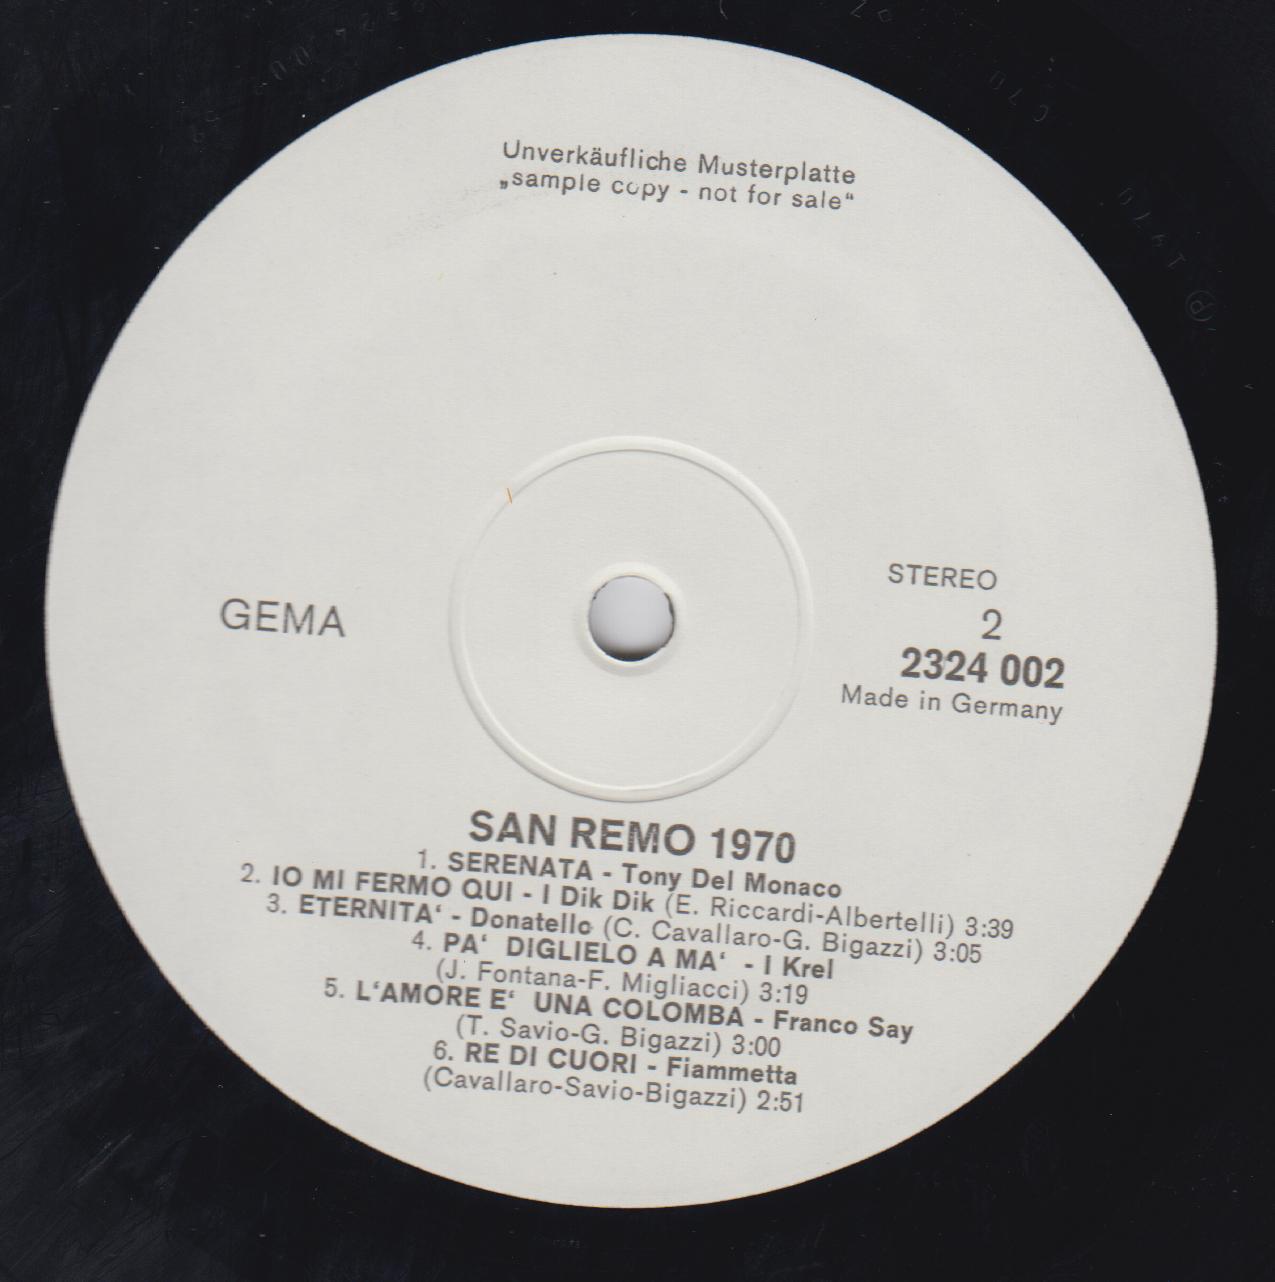 Unverkäufliche Musterplatte
„sample copy - not for sale“
GEMA
STEREO
2
2324 002
Made in Germany
SAN REMO 1970
1. SERENATA - Tony Del Monaco
2. IO MI FERMO QUI - I Dik Dik (E. Riccardi-Albertelli) 3:39
3. ETERNITA‘ - Donatello (C. Cavallaro-G. Bigazzi) 3:05
4. PA‘ DIGLIELO A MA‘ - I Krel
(J. Fontana-F. Migliacci) 3:19
5. L‘AMORE E‘ UNA COLOMBA - Franco Say
(T. Savio-G. Bigazzi) 3:00
6. RE DI CUORI - Fiammetta
(Cavallaro-Savio-Bigazzi) 2:51
℗ 1970